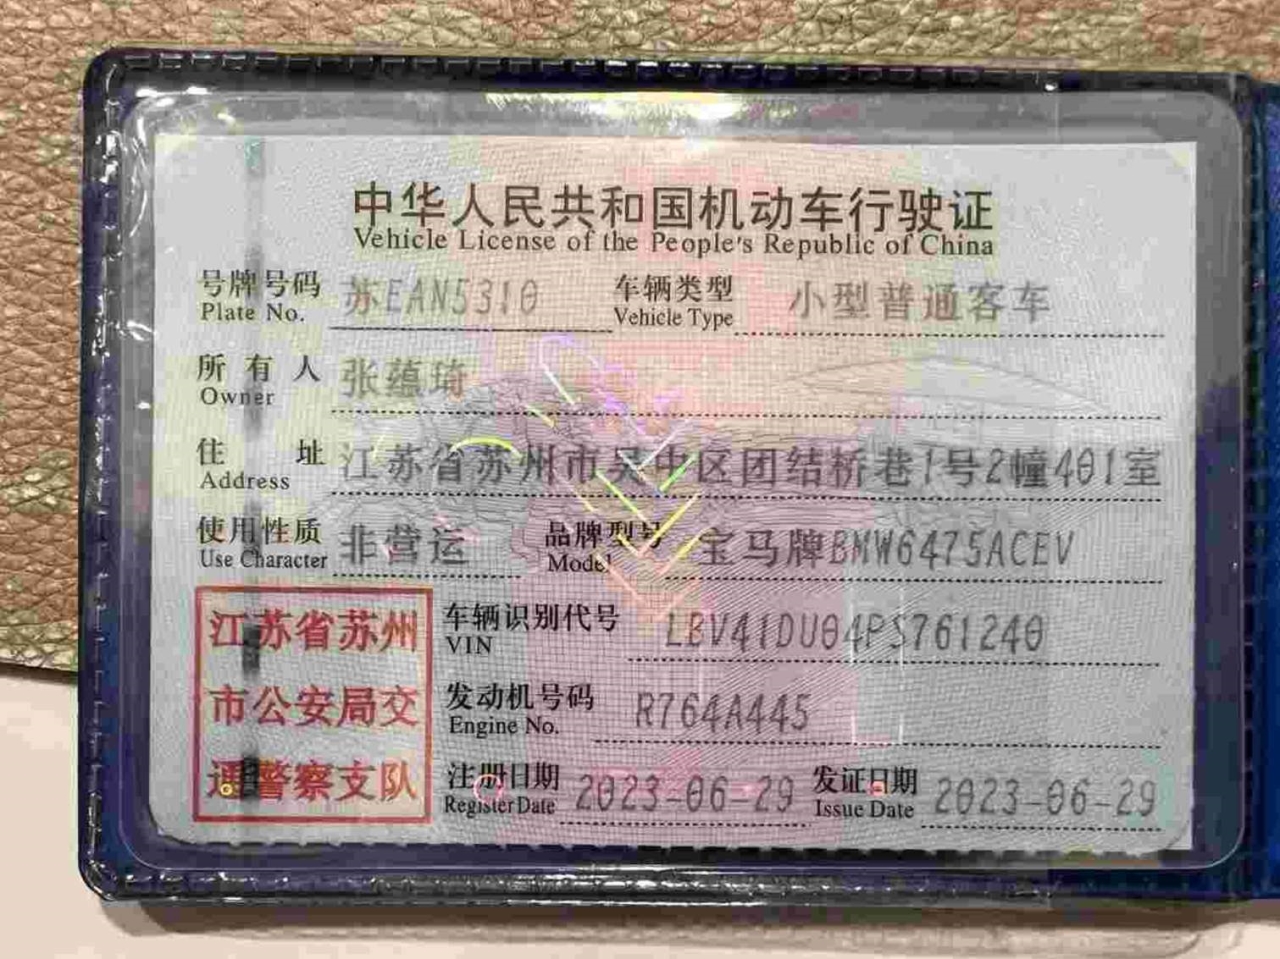 中华人民共和国机动车行驶证
Vehicle License of the People's Republic of China
号牌号码 苏EAN5310 车辆类型 小型普通客车
Plate No. Vehicle Type
所有人 张蕴琦
Owner
住址 江苏省苏州市吴中区团结桥巷1号2幢401室
Address
使用性质 非营运 品牌型号 宝马牌BMW6475ACEV
Use Character Model
江苏省苏州
市公安局交
通警察支队
车辆识别代号 LBV41DU04PS761240
VIN
发动机号码 R764A445
Engine No.
注册日期 2023-06-29 发证日期 2023-06-29
Register Date Issue Date